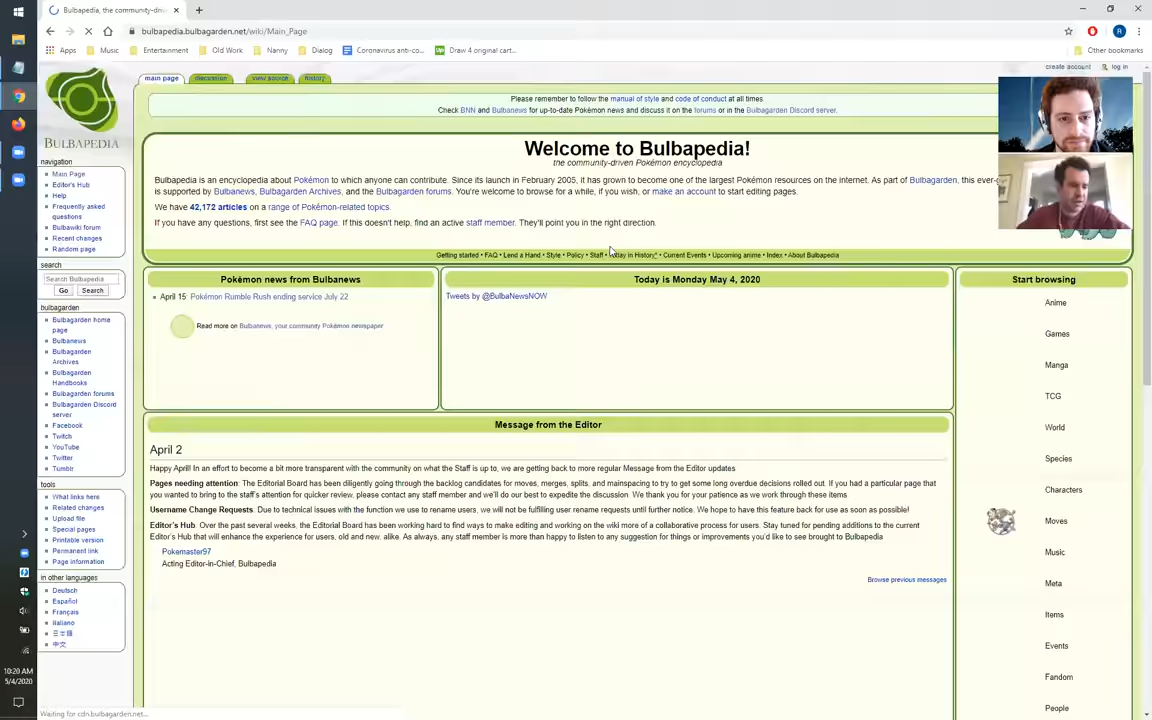 Bulbapedia, the community-driv
bulbapedia.bulbagarden.net/wiki/Main_Page
R
Apps
Music
Entertainment
Old Work
Nanny
Dialog
Coronavirus anti-co...
Draw 4 original cart...
Other bookmarks
create account
log in
main page
discussion
view source
history
Please remember to follow the manual of style and code of conduct at all times.
Check BNN and Bulbanews for up-to-date Pokémon news and discuss it on the forums or in the Bulbagarden Discord server.
BULBAPEDIA
Welcome to Bulbapedia!
the community-driven Pokémon encyclopedia
Bulbapedia is an encyclopedia about Pokémon to which anyone can contribute. Since its launch in February 2005, it has grown to become one of the largest Pokémon resources on the internet. As part of Bulbagarden, this ever-g
is supported by Bulbanews, Bulbagarden Archives, and the Bulbagarden forums. You're welcome to browse for a while, if you wish, or make an account to start editing pages.
We have 42,172 articles on a range of Pokémon-related topics.
If you have any questions, first see the FAQ page. If this doesn't help, find an active staff member. They'll point you in the right direction.
Getting started • FAQ • Lend a Hand • Style • Policy • Staff • Today in History* • Current Events • Upcoming anime • Index • About Bulbapedia
navigation
Main Page
Editor's Hub
Help
Frequently asked
questions
Bulbawiki forum
Recent changes
Random page
search
Search Bulbapedia
Go
Search
bulbagarden
Bulbagarden home
page
Bulbanews
Bulbagarden
Archives
Bulbagarden
Handbooks
Bulbagarden forums
Bulbagarden Discord
server
Facebook
Twitch
YouTube
Twitter
Tumblr
tools
What links here
Related changes
Upload file
Special pages
Printable version
Permanent link
Page information
in other languages
Deutsch
Español
Français
Italiano
日本語
中文
Pokémon news from Bulbanews
April 15 Pokémon Rumble Rush ending service July 22
Read more on Bulbanews, your community Pokémon newspaper
Today is Monday May 4, 2020
Tweets by @BulbaNewsNOW
Message from the Editor
April 2
Happy April! In an effort to become a bit more transparent with the community on what the Staff is up to, we are getting back to more regular Message from the Editor updates
Pages needing attention: The Editorial Board has been diligently going through the backlog candidates for moves, merges, splits, and mainspacing to try to get some long overdue decisions rolled out. If you had a particular page that
you wanted to bring to the staff's attention for quicker review, please contact any staff member and we'll do our best to expedite the discussion. We thank you for your patience as we work through these items
Username Change Requests. Due to technical issues with the function we use to rename users, we will not be fulfilling user rename requests until further notice. We hope to have this feature back for use as soon as possible!
Editor's Hub. Over the past several weeks, the Editorial Board has been working hard to find ways to make editing and working on the wiki more of a collaborative process for users. Stay tuned for pending additions to the current
Editor's Hub that will enhance the experience for users, old and new, alike. As always, any staff member is more than happy to listen to any suggestion for things or improvements you'd like to see brought to Bulbapedia
Pokemaster97
Acting Editor-in-Chief, Bulbapedia
Browse previous messages
Start browsing
Anime
Games
Manga
TCG
World
Species
Characters
Moves
Music
Meta
Items
Events
Fandom
People
10:20 AM
5/4/2020
Waiting for cdn.bulbagarden.net...